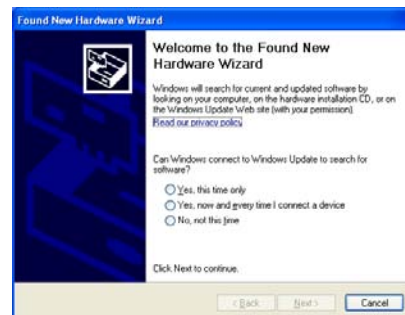 Found New Hardware Wizard
Welcome to the Found New
Hardware Wizard
Windows will search for current and updated software by
looking on your computer, on the hardware installation CD, or on
the Windows Update Web site (with your permission).
Read our privacy policy
Can Windows connect to Windows Update to search for
software?
Yes, this time only
Yes, now and every time I connect a device
No, not this time
Click Next to continue.
< Back
Next >
Cancel